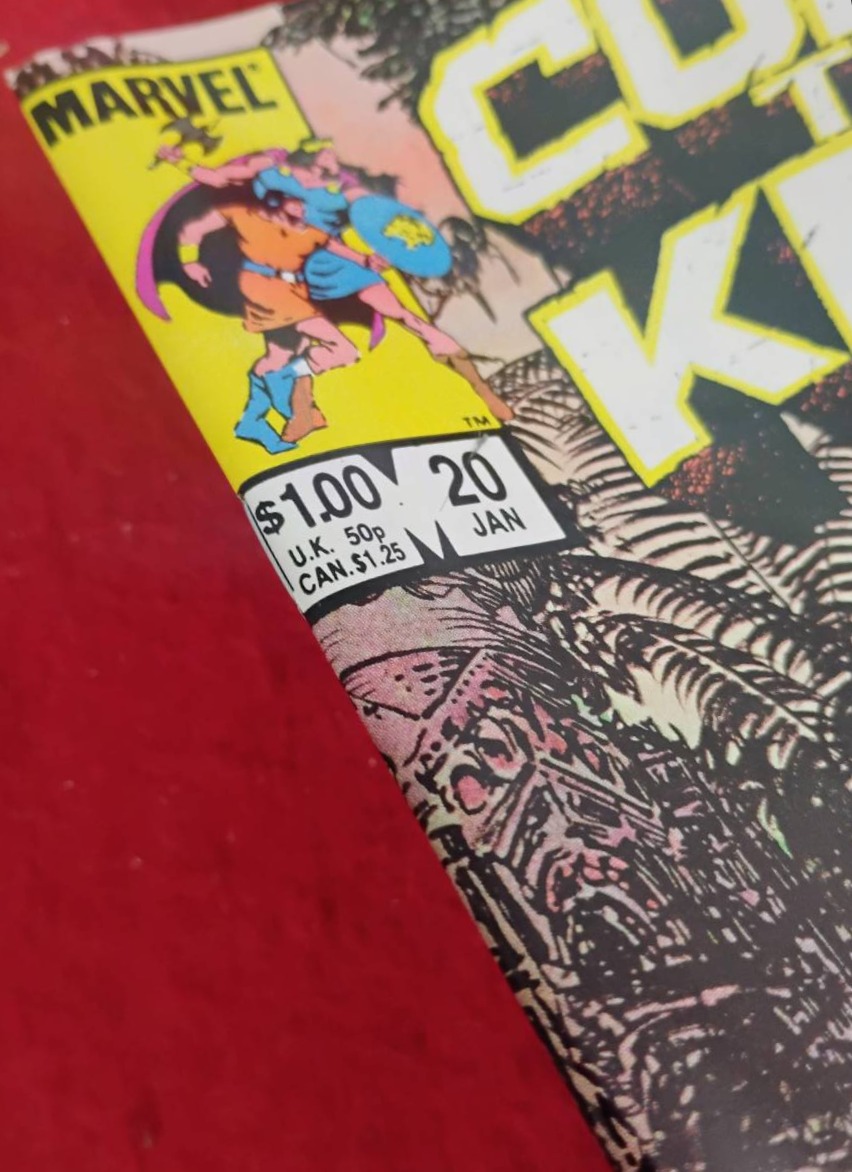 MARVEL
TM
$1.00
U.K. 50p
CAN.$1.25
20
JAN